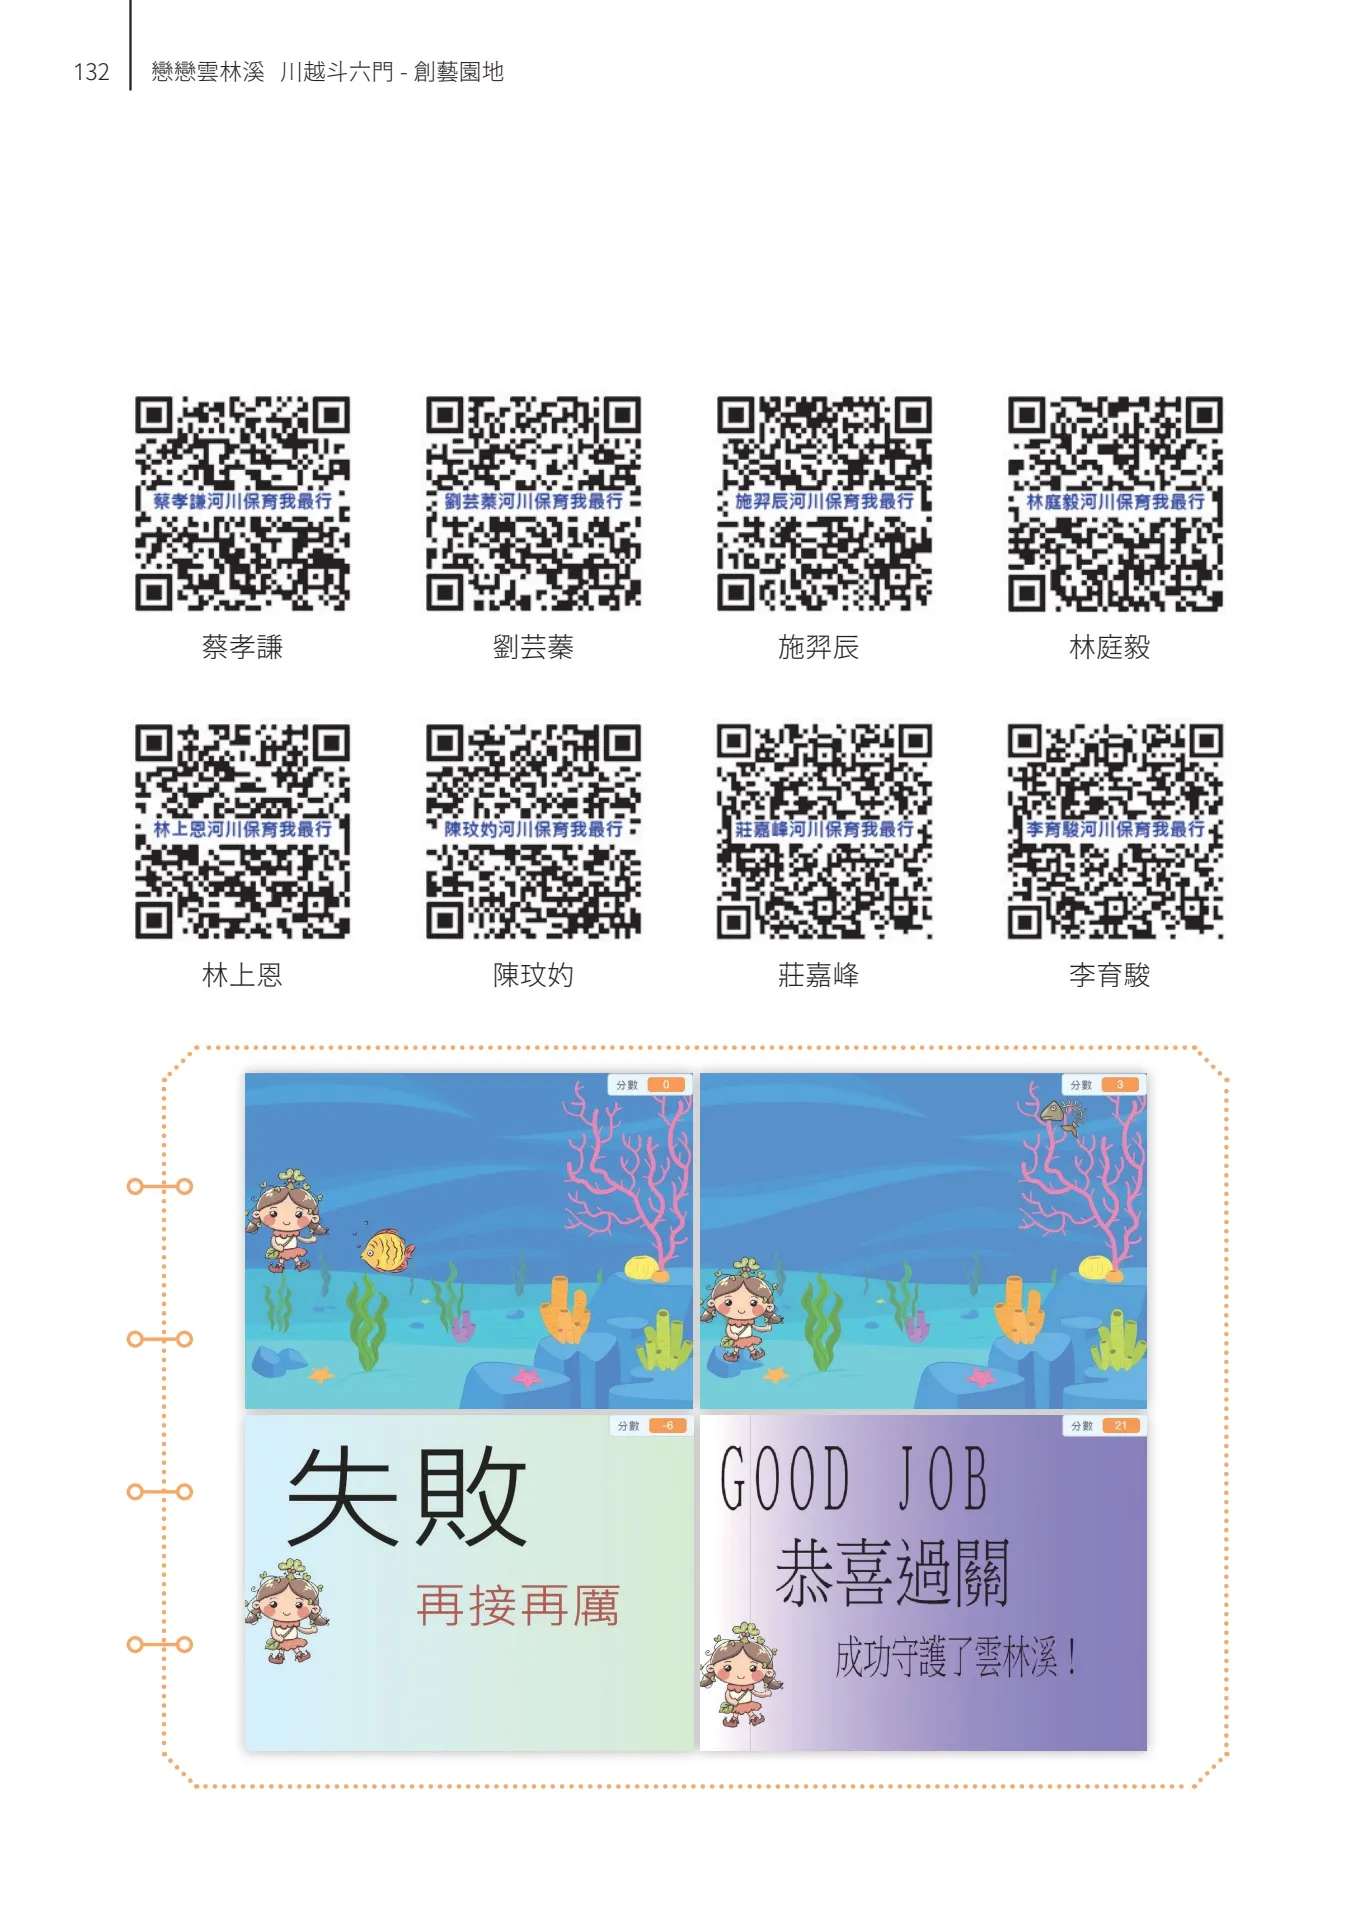 132
戀戀雲林溪 川越斗六門 - 創藝園地
蔡孝謙河川保育我最行
劉芸蓁河川保育我最行
施羿辰河川保育我最行
林庭毅河川保育我最行
蔡孝謙
劉芸蓁
施羿辰
林庭毅
林上恩河川保育我最行
陳玟妁河川保育我最行
莊嘉峰河川保育我最行
李育駿河川保育我最行
林上恩
陳玟妁
莊嘉峰
李育駿
分數 0
分數 3
分數 -6
失敗
再接再厲
分數 21
GOOD JOB
恭喜過關
成功守護了雲林溪！